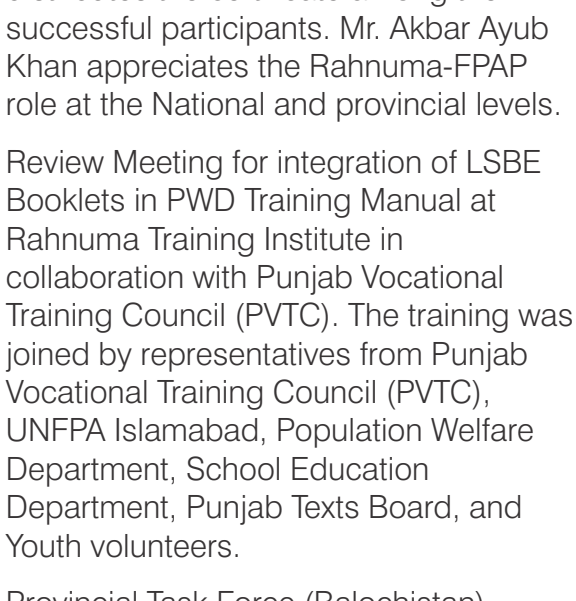 successful participants. Mr. Akbar Ayub
Khan appreciates the Rahnuma-FPAP
role at the National and provincial levels.
Review Meeting for integration of LSBE
Booklets in PWD Training Manual at
Rahnuma Training Institute in
collaboration with Punjab Vocational
Training Council (PVTC). The training was
joined by representatives from Punjab
Vocational Training Council (PVTC),
UNFPA Islamabad, Population Welfare
Department, School Education
Department, Punjab Texts Board, and
Youth volunteers.
Provincial Task Force (Balochistan)